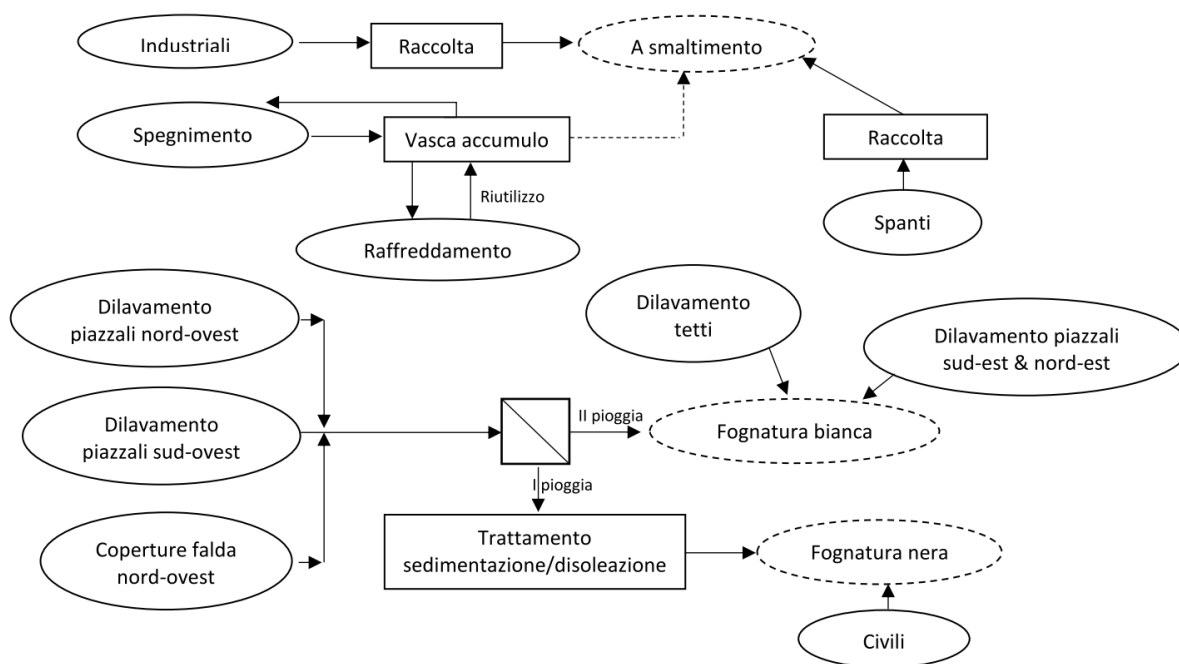 Industriali
Raccolta
A smaltimento
Spegnimento
Vasca accumulo
Raccolta
Riutilizzo
Raffreddamento
Spanti
Dilavamento
piazzali nord-ovest
Dilavamento
tetti
Dilavamento piazzali
sud-est & nord-est
Dilavamento
piazzali sud-ovest
II pioggia
Fognatura bianca
I pioggia
Coperture falda
nord-ovest
Trattamento
sedimentazione/disoleazione
Fognatura nera
Civili